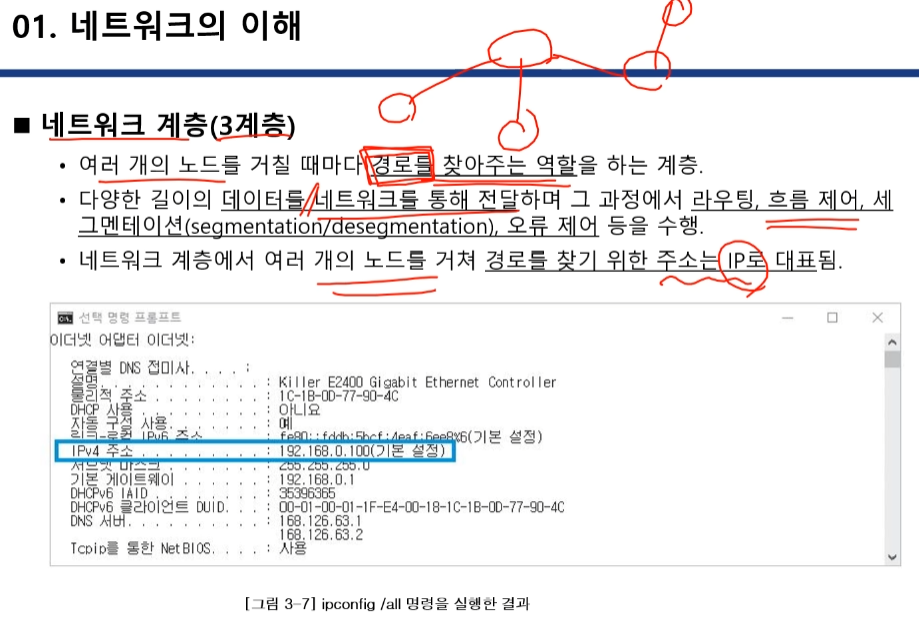 01. 네트워크의 이해
■ 네트워크 계층(3계층)
• 여러 개의 노드를 거칠 때마다 경로를 찾아주는 역할을 하는 계층.
• 다양한 길이의 데이터를 네트워크를 통해 전달하며 그 과정에서 라우팅, 흐름 제어, 세
그멘테이션(segmentation/desegmentation), 오류 제어 등을 수행.
• 네트워크 계층에서 여러 개의 노드를 거쳐 경로를 찾기 위한 주소는 IP로 대표됨.
선택 명령 프롬프트
이더넷 어댑터 이더넷:
연결별 DNS 접미사. . . . :
설명. . . . . . . . . . . . : Killer E2400 Gigabit Ethernet Controller
물리적 주소 . . . . . . . . : 1C-1B-0D-77-90-4C
DHCP 사용 . . . . . . . . . : 아니요
자동 구성 사용. . . . . . . : 예
링크-로컬 IPv6 주소 . . . . : fe80::fddb:5bcf:4eaf:6ee8%6(기본 설정)
IPv4 주소 . . . . . . . . . : 192.168.0.100(기본 설정)
서브넷 마스크 . . . . . . . : 255.255.255.0
기본 게이트웨이 . . . . . . : 192.168.0.1
DHCPv6 IAID . . . . . . . . : 35396365
DHCPv6 클라이언트 DUID. . . : 00-01-00-01-1F-E4-00-18-1C-1B-0D-77-90-4C
DNS 서버. . . . . . . . . . : 168.126.63.1
168.126.63.2
Tcpip를 통한 NetBIOS. . . . : 사용
[그림 3-7] ipconfig /all 명령을 실행한 결과